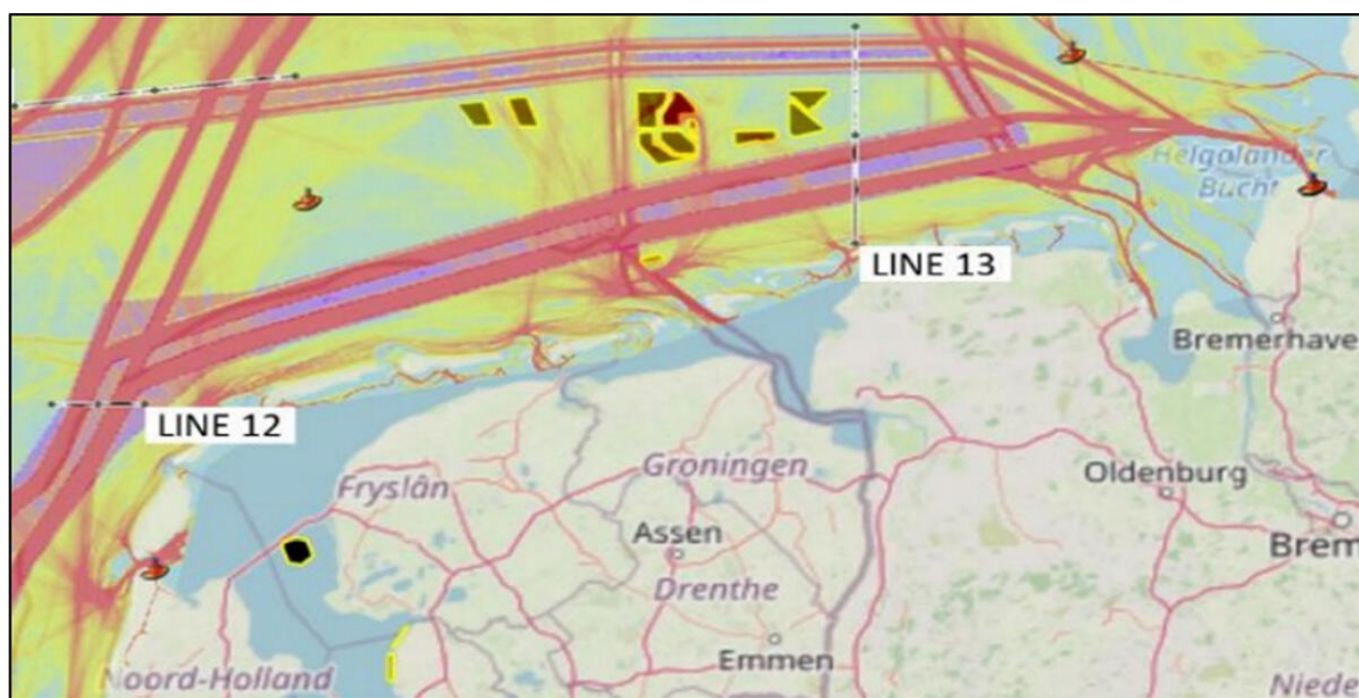 Helgolander
Bucht
LINE 13
Bremerhave
LINE 12
Groningen
Oldenburg
Fryslân
Assen
Brem
Drenthe
Emmen
Noord-Holland
Niede